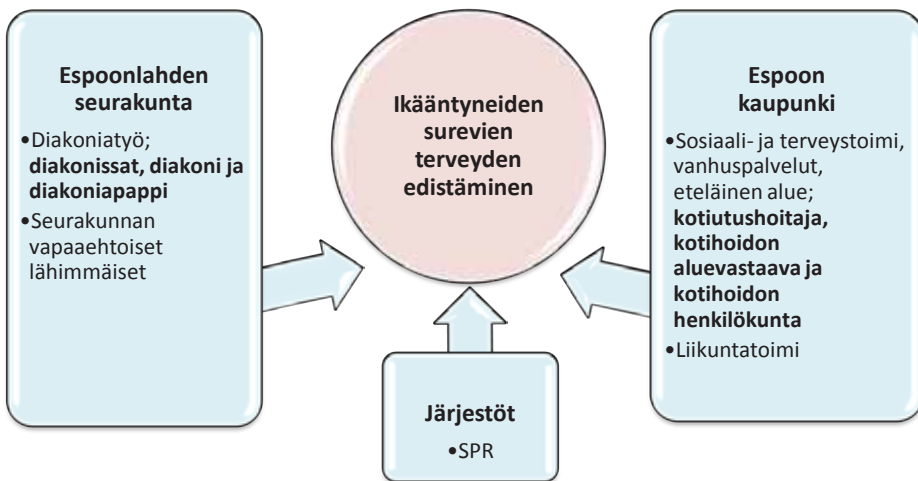 Espoonlahden
seurakunta
•Diakoniatyö;
diakonissat, diakoni ja
diakoniapappi
•Seurakunnan
vapaaehtoiset
lähimmäiset
Ikääntyneiden
surevien
terveyden
edistäminen
Espoon
kaupunki
•Sosiaali- ja terveystoimi,
vanhuspalvelut,
eteläinen alue;
kotiutushoitaja,
kotihoidon
aluevastaava ja
kotihoidon
henkilökunta
•Liikuntatoimi
Järjestöt
•SPR